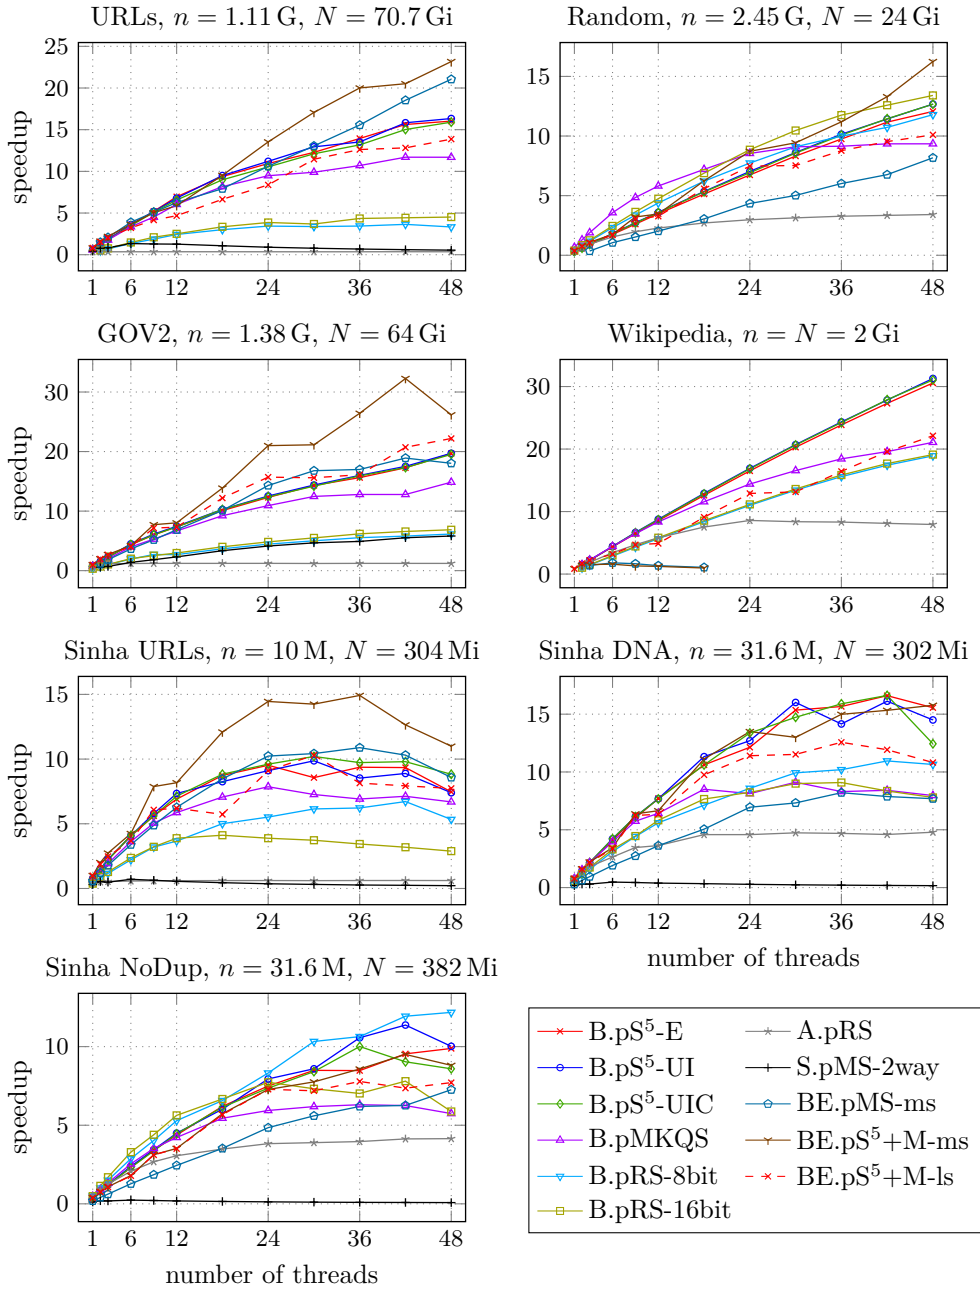 URLs, n = 1.11 G, N = 70.7 Gi
speedup
25
20
15
10
5
0
1 6 12 24 36 48
Random, n = 2.45 G, N = 24 Gi
15
10
5
0
1 6 12 24 36 48
GOV2, n = 1.38 G, N = 64 Gi
speedup
30
20
10
0
1 6 12 24 36 48
Wikipedia, n = N = 2 Gi
30
20
10
0
1 6 12 24 36 48
Sinha URLs, n = 10 M, N = 304 Mi
speedup
15
10
5
0
1 6 12 24 36 48
Sinha DNA, n = 31.6 M, N = 302 Mi
15
10
5
0
1 6 12 24 36 48
number of threads
Sinha NoDup, n = 31.6 M, N = 382 Mi
speedup
10
5
0
1 6 12 24 36 48
number of threads
B.pS⁵-E
B.pS⁵-UI
B.pS⁵-UIC
B.pMKQS
B.pRS-8bit
B.pRS-16bit
A.pRS
S.pMS-2way
BE.pMS-ms
BE.pS⁵+M-ms
BE.pS⁵+M-ls